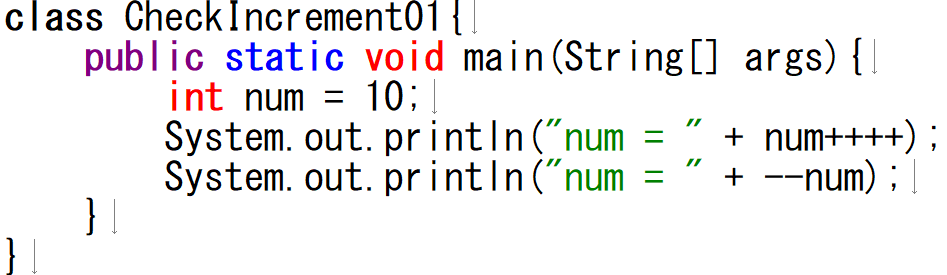 class CheckIncrement01{
    public static void main(String[] args){
        int num = 10;
        System.out.println("num = " + num++++);
        System.out.println("num = " + --num);
    }
}